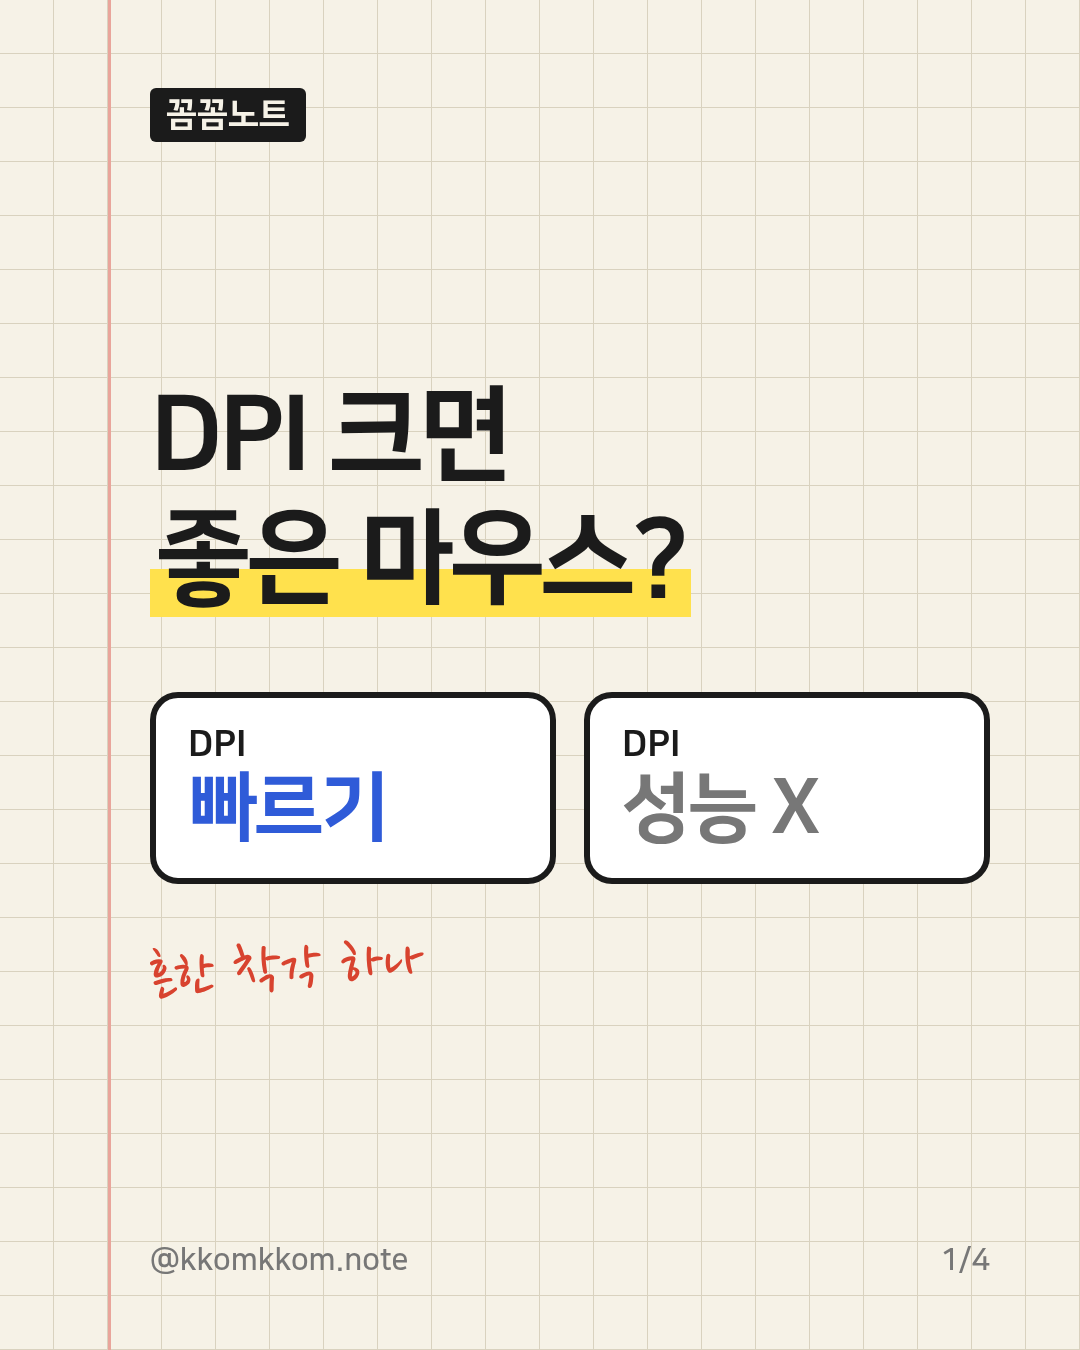 꼼꼼노트
DPI 크면
좋은 마우스?
DPI
빠르기
DPI
성능 X
흔한 착각 하나
@kkomkkom.note
1/4